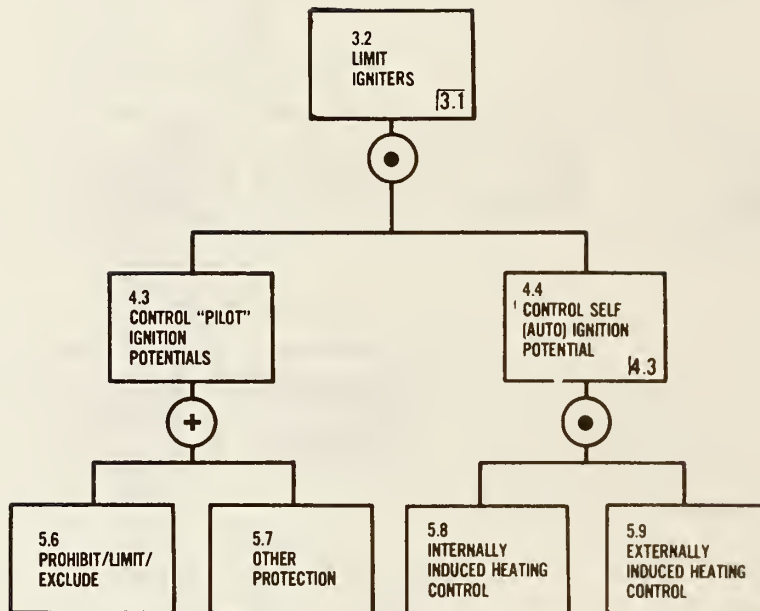 3.2
LIMIT
IGNITERS
3.1
4.3
CONTROL "PILOT"
IGNITION
POTENTIALS
4.4
CONTROL SELF
(AUTO) IGNITION
POTENTIAL
4.3
+
5.6
PROHIBIT/LIMIT/
EXCLUDE
5.7
OTHER
PROTECTION
5.8
INTERNALLY
INDUCED HEATING
CONTROL
5.9
EXTERNALLY
INDUCED HEATING
CONTROL